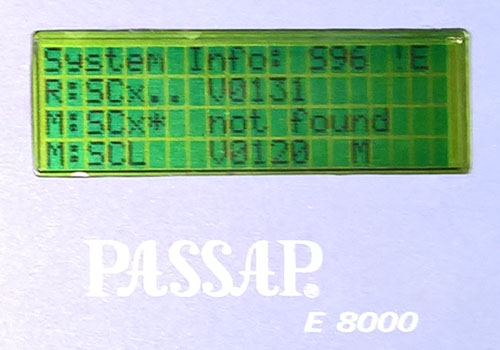 System Info: S96 !E
R:SCx.. V0131
M:SCx* not found
M:SCL V0120 M
PASSAP®
E 8000